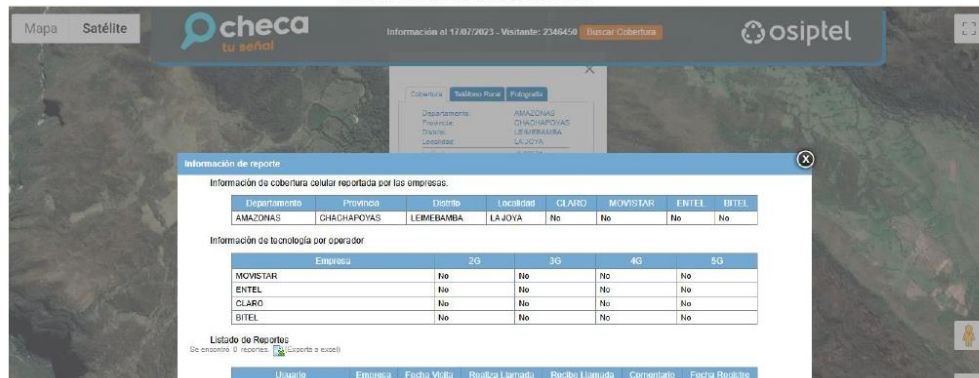 Mapa Satélite
checa
tu señal
Información al 17/07/2023 - Visitante: 2346450 Buscar Cobertura
osiptel
Cobertura Teléfono Rural Fotografía
Departamento: AMAZONAS
Provincia: CHACHAPOYAS
Distrito: LEIMEBAMBA
Localidad: LA JOYA
Información de reporte X
Información de cobertura celular reportada por las empresas.
Departamento Provincia Distrito Localidad CLARO MOVISTAR ENTEL BITEL
AMAZONAS CHACHAPOYAS LEIMEBAMBA LA JOYA No No No No
Información de tecnología por operador
Empresa 2G 3G 4G 5G
MOVISTAR No No No No
ENTEL No No No No
CLARO No No No No
BITEL No No No No
Listado de Reportes
Se encontró 0 reportes. (Exporta a excel)
Usuario Empresa Fecha Visita Realiza Llamada Recibe Llamada Comentario Fecha Registro